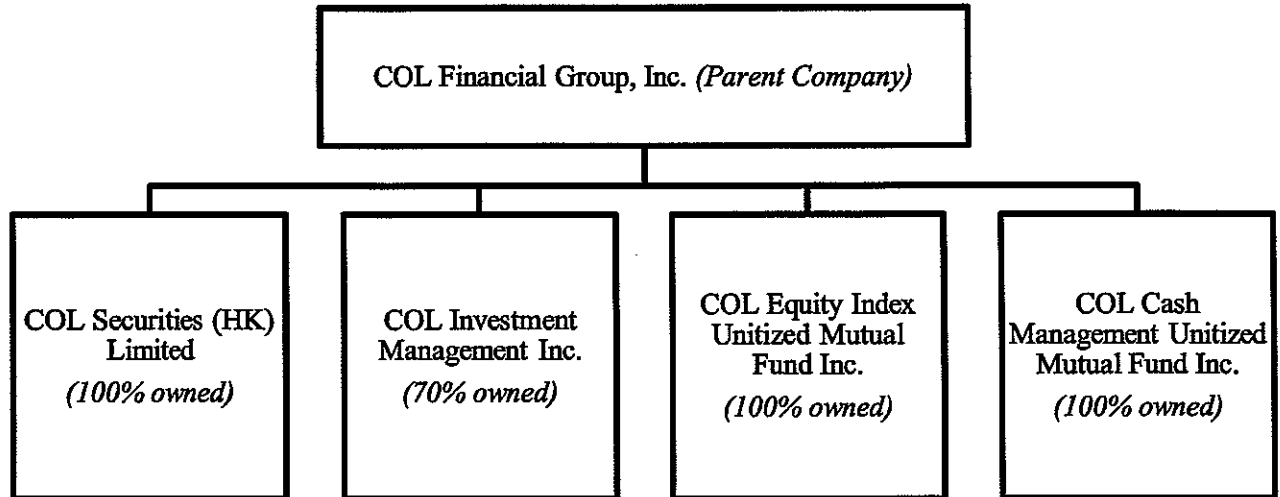 COL Financial Group, Inc. (Parent Company)
COL Securities (HK)
Limited
(100% owned)
COL Investment
Management Inc.
(70% owned)
COL Equity Index
Unitized Mutual
Fund Inc.
(100% owned)
COL Cash
Management Unitized
Mutual Fund Inc.
(100% owned)